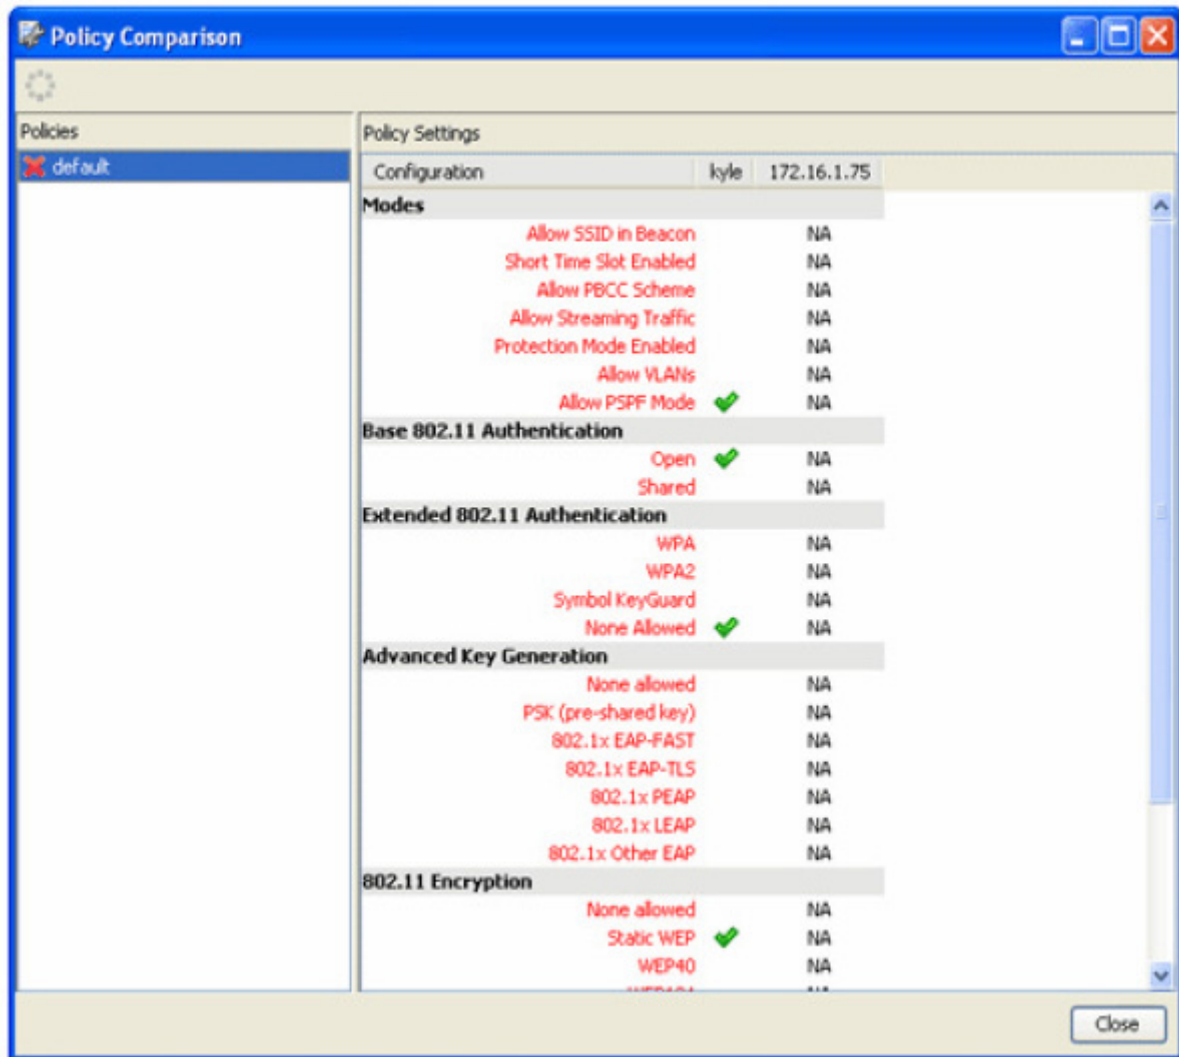 Policy Comparison
Policies
default
Policy Settings
Configuration kyle 172.16.1.75
Modes
Allow SSID in Beacon NA
Short Time Slot Enabled NA
Allow PBCC Scheme NA
Allow Streaming Traffic NA
Protection Mode Enabled NA
Allow VLANs NA
Allow PSPF Mode NA
Base 802.11 Authentication
Open NA
Shared NA
Extended 802.11 Authentication
WPA NA
WPA2 NA
Symbol KeyGuard NA
None Allowed NA
Advanced Key Generation
None allowed NA
PSK (pre-shared key) NA
802.1x EAP-FAST NA
802.1x EAP-TLS NA
802.1x PEAP NA
802.1x LEAP NA
802.1x Other EAP NA
802.11 Encryption
None allowed NA
Static WEP NA
WEP40 NA
Close